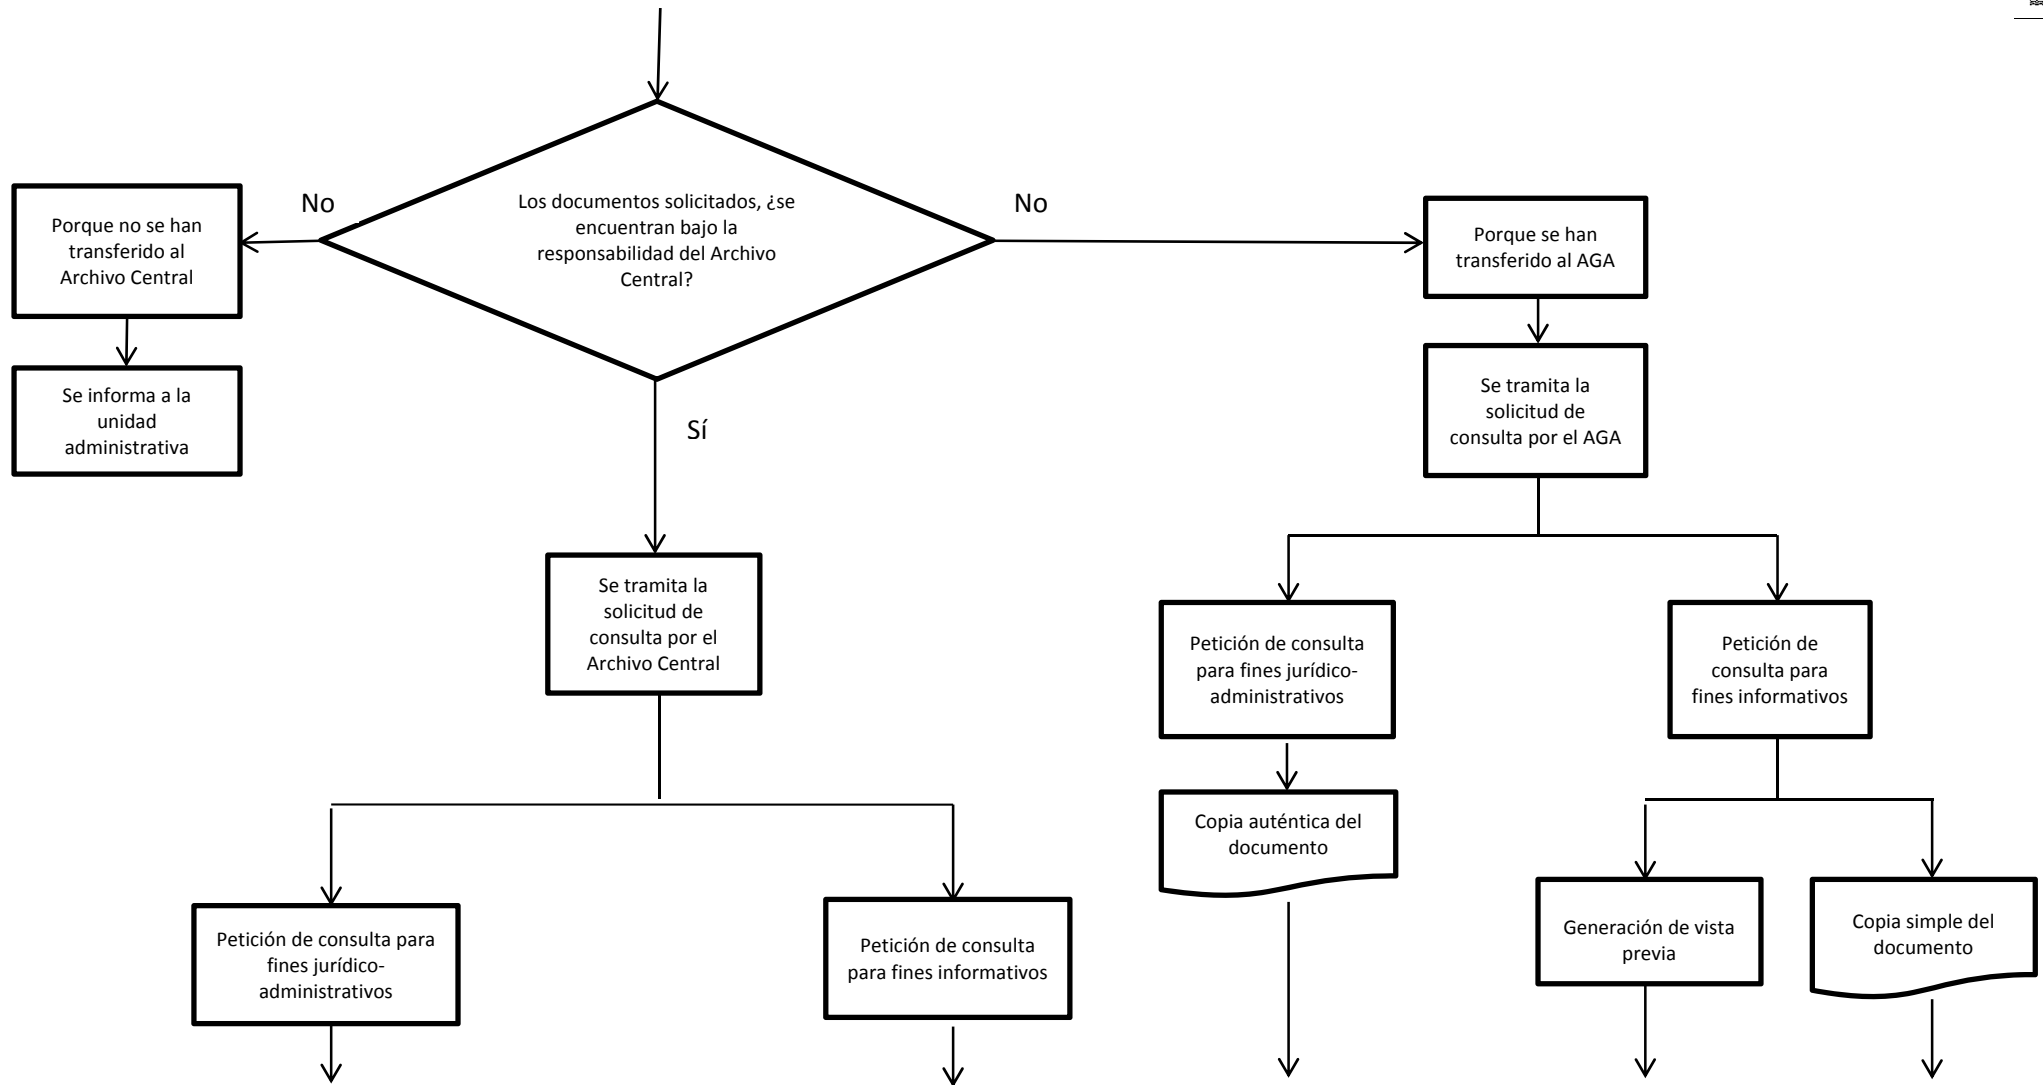 Los documentos solicitados, ¿se
encuentran bajo la
responsabilidad del Archivo
Central?
No
No
Sí
Porque no se han
transferido al
Archivo Central
Se informa a la
unidad
administrativa
Porque se han
transferido al AGA
Se tramita la
solicitud de
consulta por el AGA
Se tramita la
solicitud de
consulta por el
Archivo Central
Petición de consulta
para fines jurídico-
administrativos
Petición de
consulta para
fines informativos
Copia auténtica del
documento
Generación de vista
previa
Copia simple del
documento
Petición de consulta para
fines jurídico-
administrativos
Petición de consulta
para fines informativos